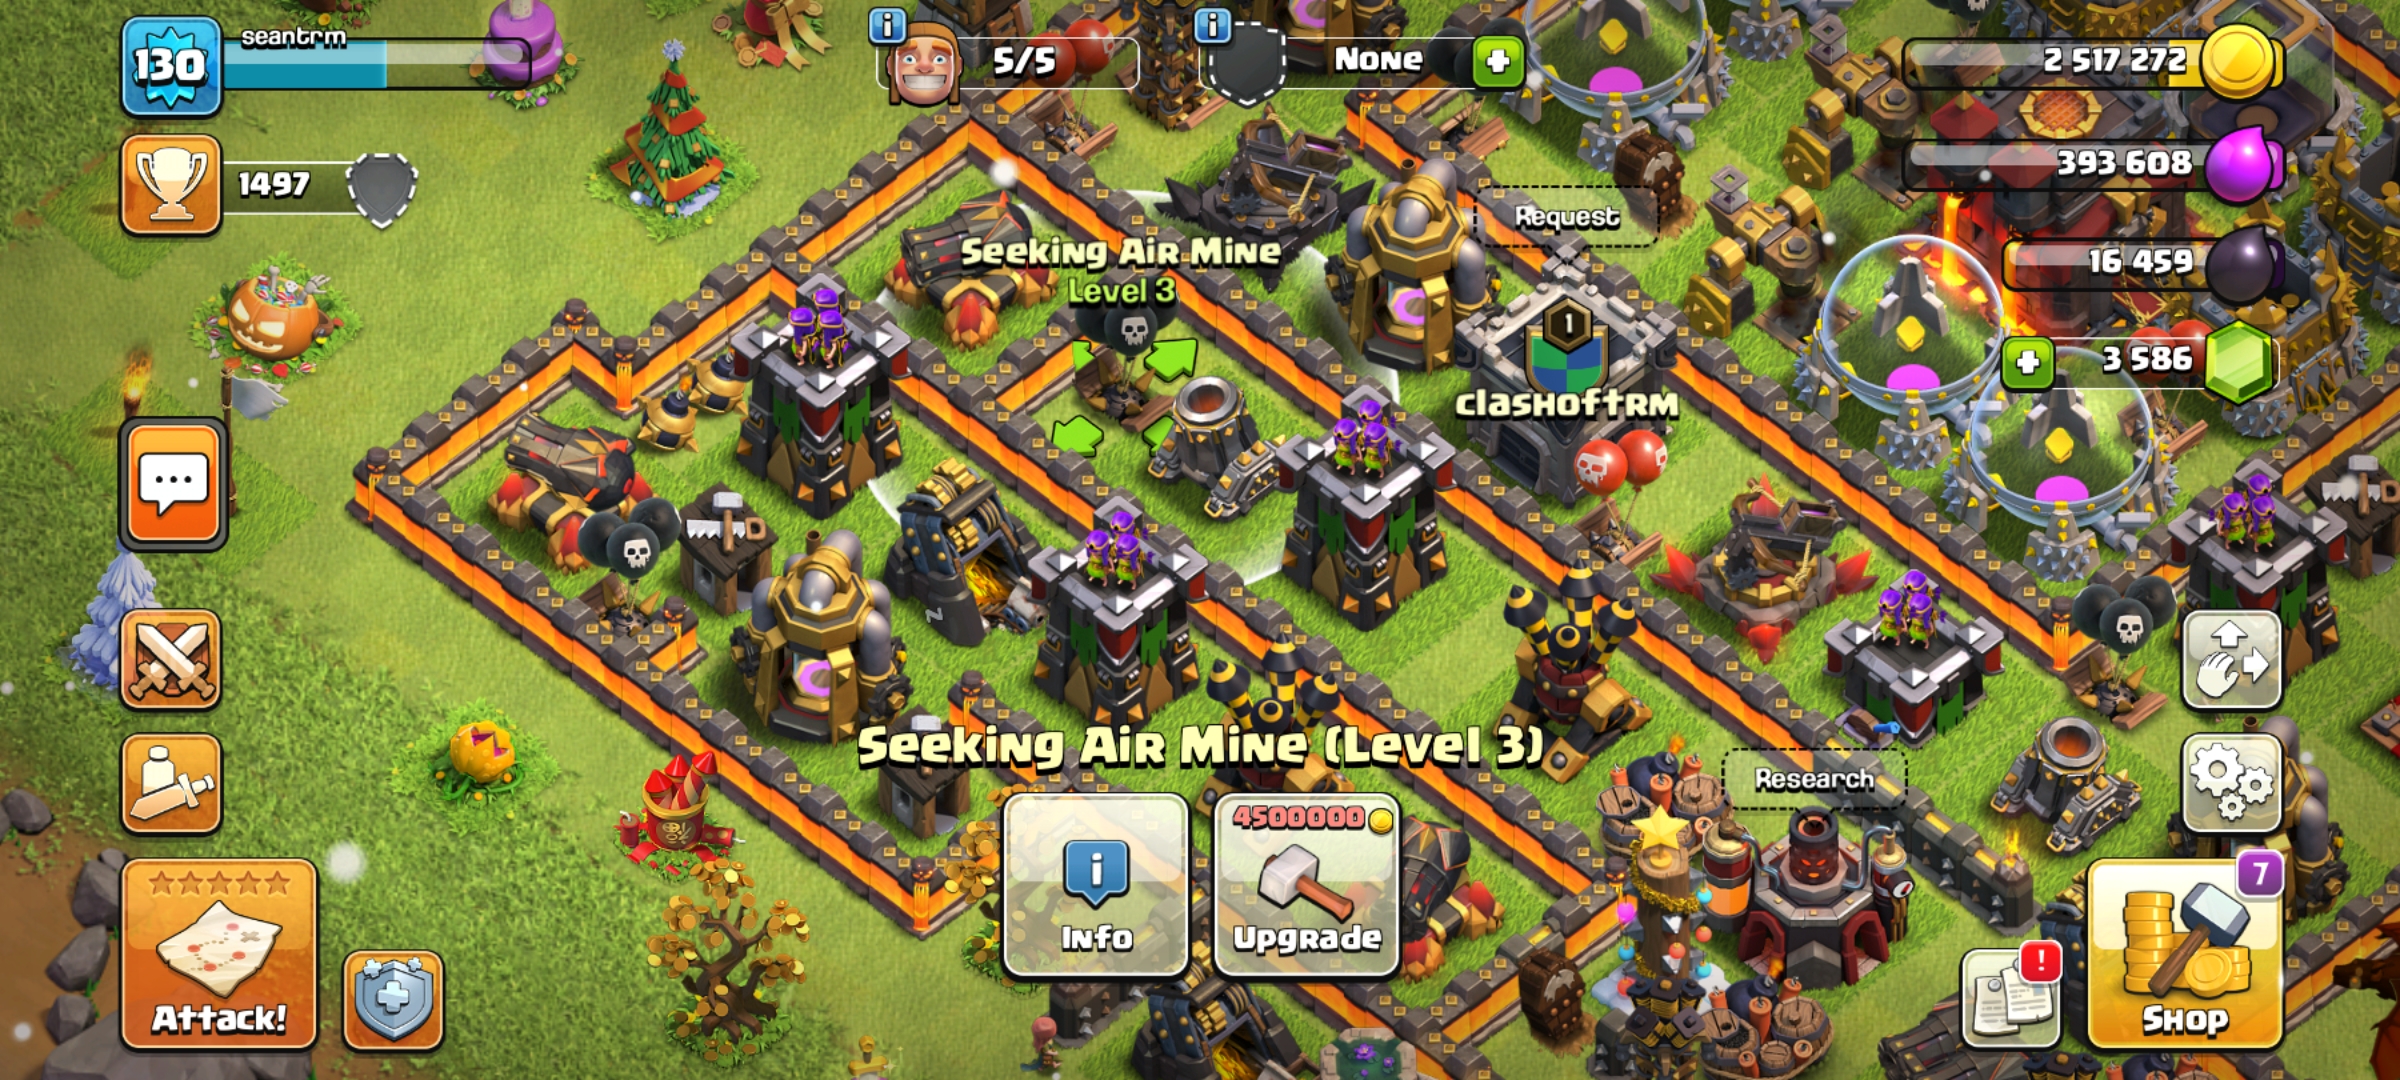 130
seantrm
5/5
None
2 517 272
1497
393 608
Request
Seeking Air Mine
Level 3
16 459
1
3 586
clashoftRM
Seeking Air Mine (Level 3)
Research
4500000
Info
Upgrade
7
Attack!
Shop